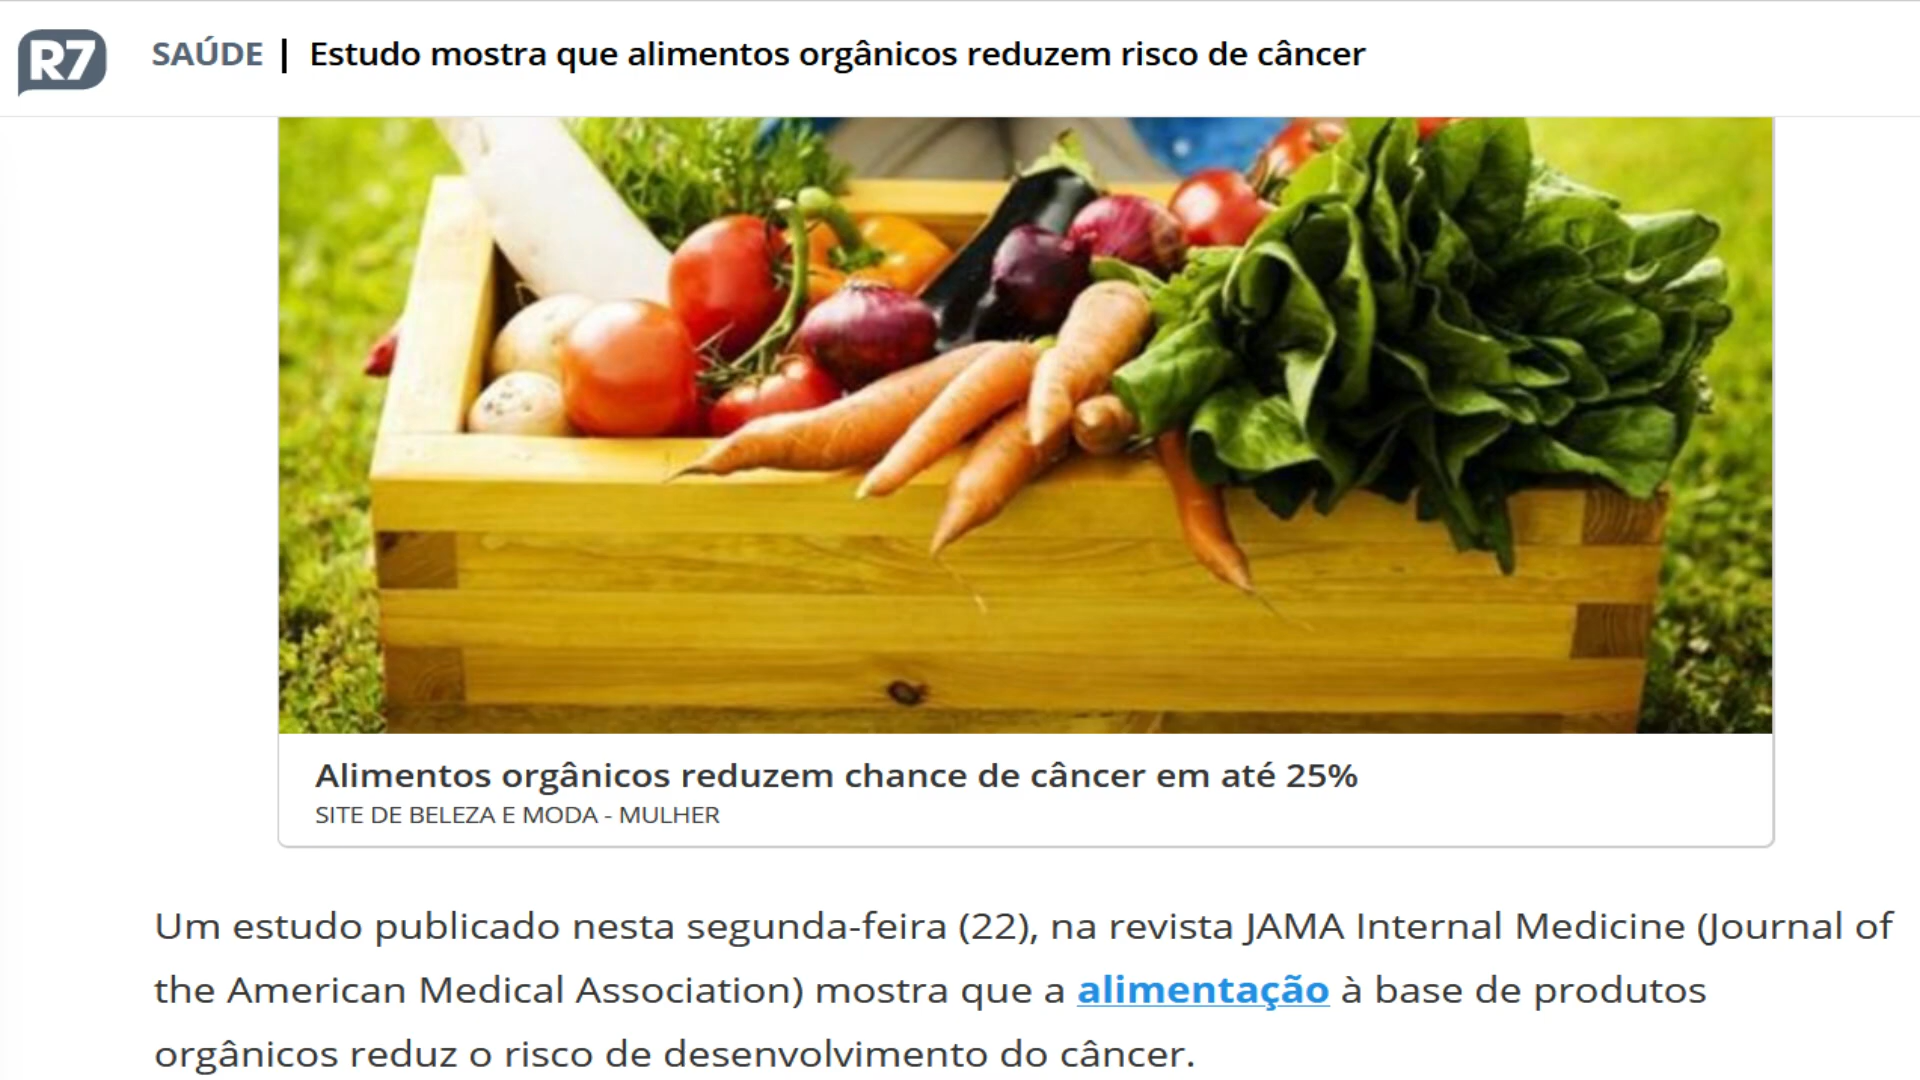 R7 SAÚDE | Estudo mostra que alimentos orgânicos reduzem risco de câncer
Alimentos orgânicos reduzem chance de câncer em até 25%
SITE DE BELEZA E MODA - MULHER
Um estudo publicado nesta segunda-feira (22), na revista JAMA Internal Medicine (Journal of
the American Medical Association) mostra que a alimentação à base de produtos
orgânicos reduz o risco de desenvolvimento do câncer.